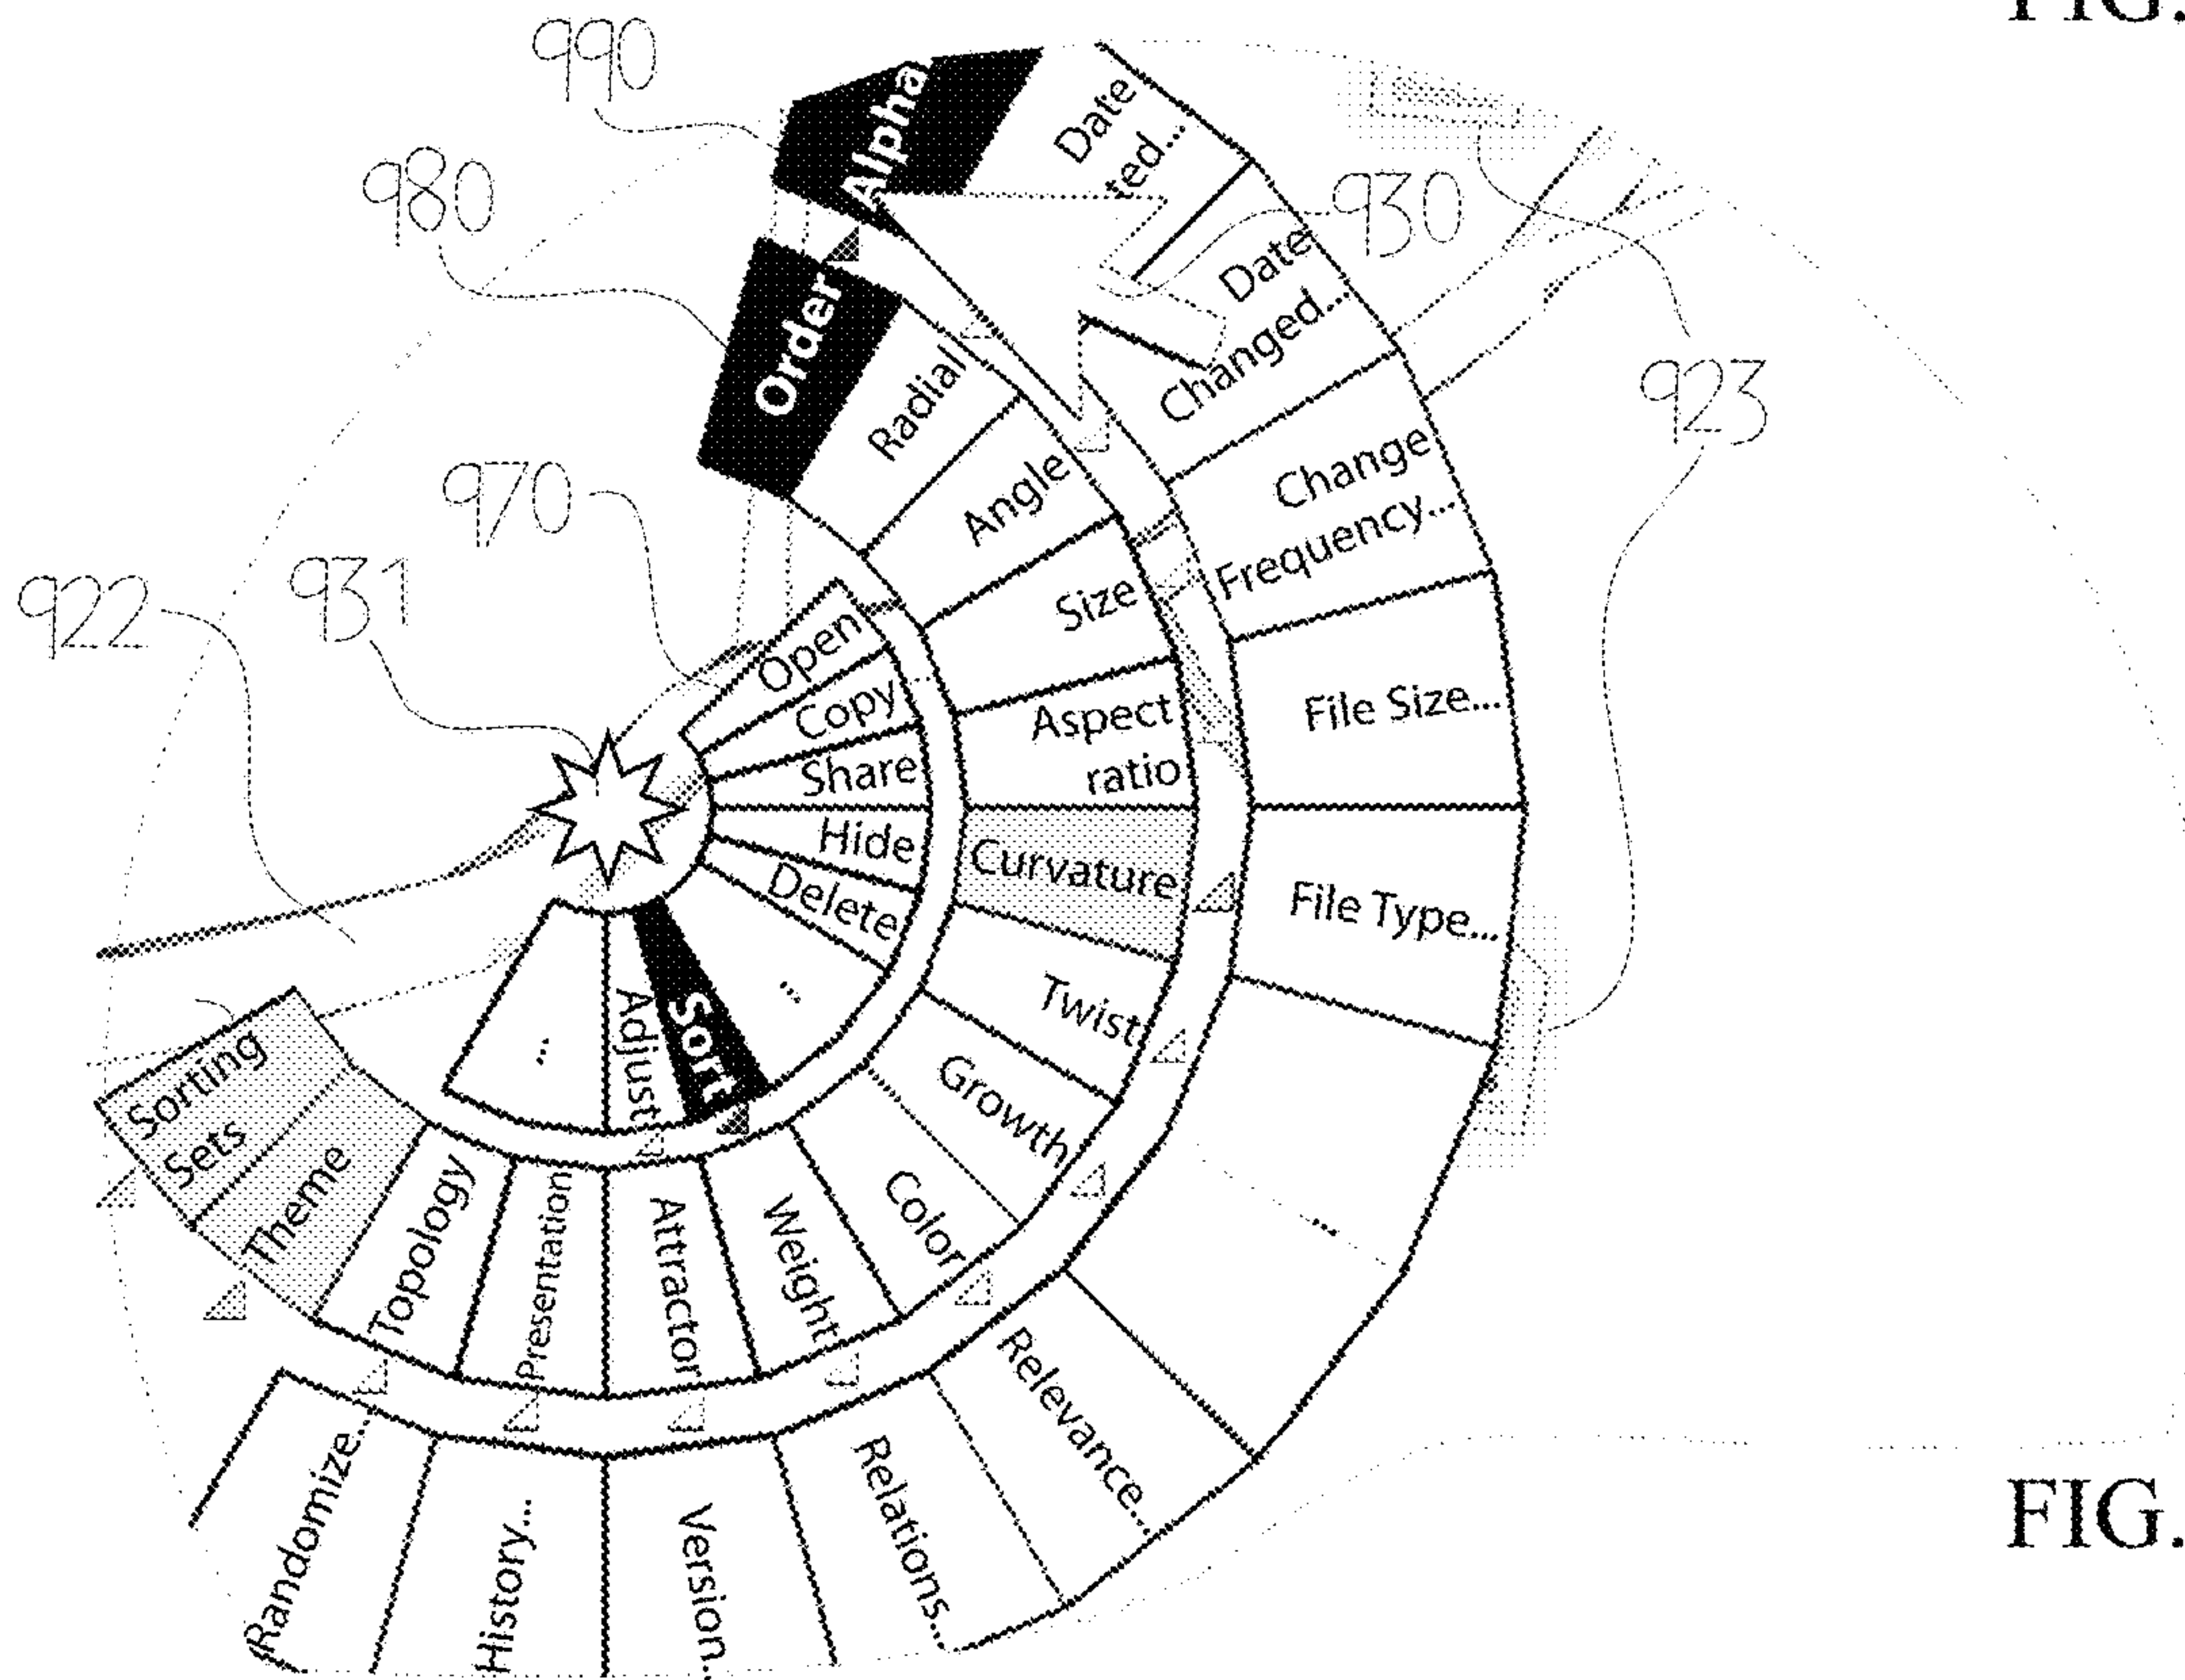 FIG.
990
980
970
931
922
930
923
Alpha
Date
ted...
Date
Changed...
Change
Frequency...
File Size...
File Type...
...
Relevance...
Relations...
Version...
History...
Randomize...
Order
Radial
Angle
Size
Aspect
ratio
Curvature
Twist
Growth
Color
Weight
Attractor
Presentation
Topology
Theme
Sorting
Sets
Open
Copy
Share
Hide
Delete
...
Sort
Adjust
...
FIG.